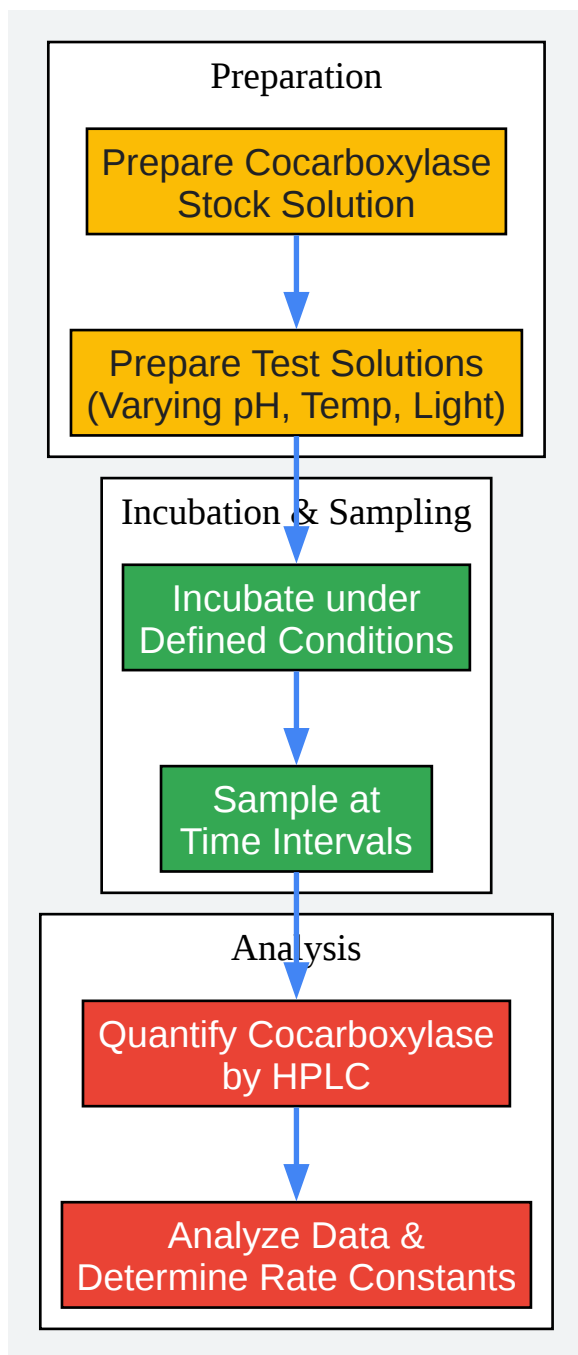 Preparation
Prepare Cocarboxylase
Stock Solution
Prepare Test Solutions
(Varying pH, Temp, Light)
Incubation & Sampling
Incubate under
Defined Conditions
Sample at
Time Intervals
Analysis
Quantify Cocarboxylase
by HPLC
Analyze Data &
Determine Rate Constants